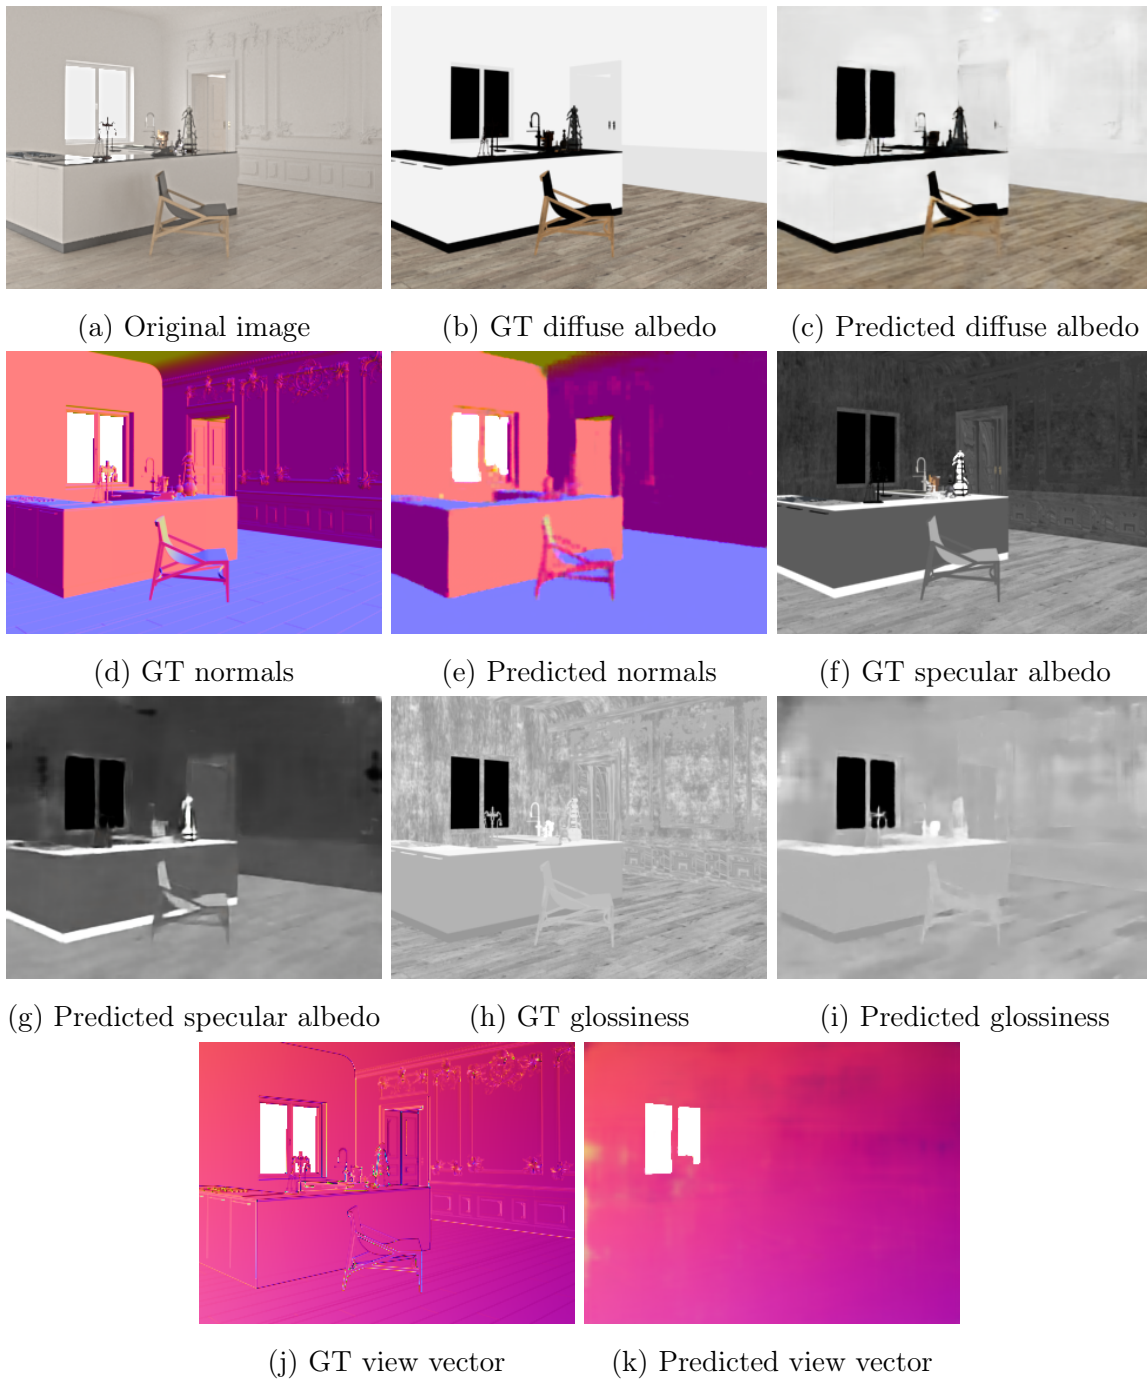 (a) Original image
(b) GT diffuse albedo
(c) Predicted diffuse albedo
(d) GT normals
(e) Predicted normals
(f) GT specular albedo
(g) Predicted specular albedo
(h) GT glossiness
(i) Predicted glossiness
(j) GT view vector
(k) Predicted view vector